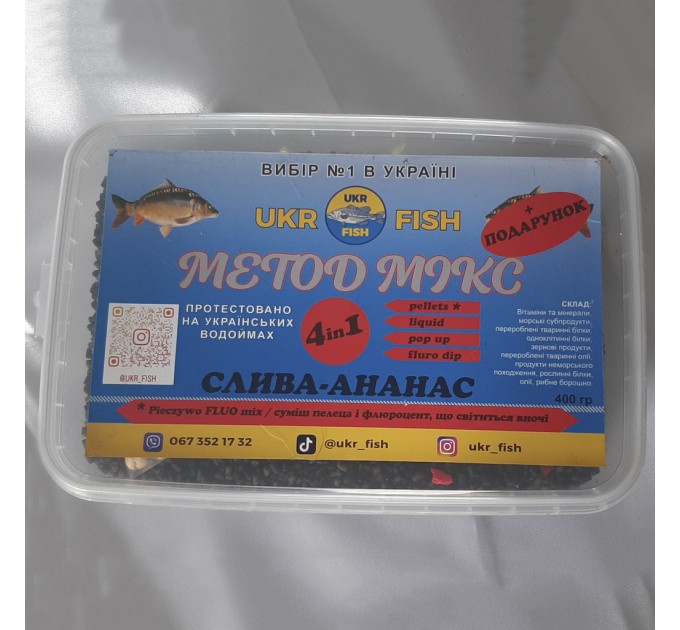 ВИБІР №1 В УКРАЇНІ
UKR
UKR
FISH
FISH
+
ПОДАРУНОК
МЕТОД МІКС
ПРОТЕСТОВАНО
НА УКРАЇНСЬКИХ
ВОДОЙМАХ
4in1
pellets *
liquid
pop up
fluro dip
СКЛАД:
Вітаміни та мінерали,
морські субпродукти,
перероблені тваринні білки,
одноклітинні білки,
зернові продукти,
перероблені тваринні олії,
продукти неморського
походження, рослинні білки,
олії, рибне борошно.
@UKR_FISH
СЛИВА-АНАНАС
400 гр
* Pieczywo FLUO mix / суміш пелеца і флюроцент, що світиться вночі
067 352 17 32
@ukr_fish
ukr_fish